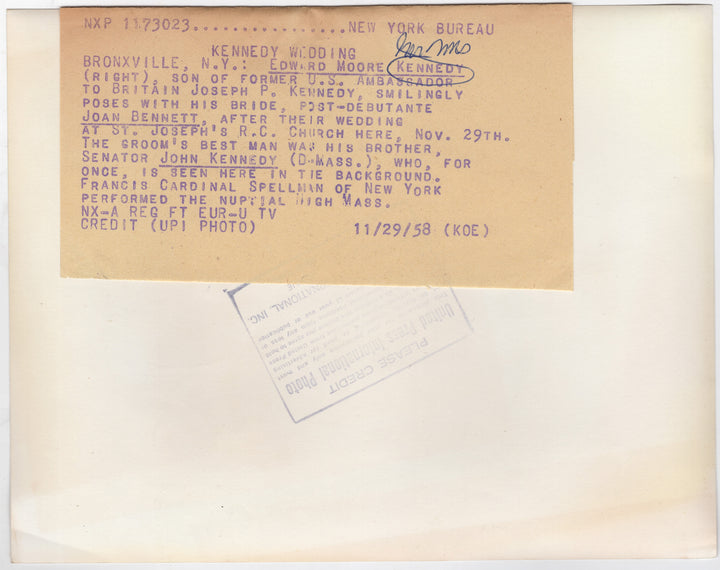 NXP 1173023..................NEW YORK BUREAU
KENNEDY WEDDING
BRONXVILLE, N.Y.: EDWARD MOORE KENNEDY
(RIGHT), SON OF FORMER U.S. AMBASSADOR
TO BRITAIN JOSEPH P. KENNEDY, SMILINGLY
POSES WITH HIS BRIDE, POST-DEBUTANTE
JOAN BENNETT, AFTER THEIR WEDDING
AT ST. JOSEPH'S R.C. CHURCH HERE, NOV. 29TH.
THE GROOM'S BEST MAN WAS HIS BROTHER,
SENATOR JOHN KENNEDY (D-MASS.), WHO, FOR
ONCE, IS SEEN HERE IN THE BACKGROUND.
FRANCIS CARDINAL SPELLMAN OF NEW YORK
PERFORMED THE NUPTIAL HIGH MASS.
NX-A REG FT EUR-U TV
CREDIT (UPI PHOTO) 11/29/58 (KOE)
PLEASE CREDIT
United Press International Photo
INTERNATIONAL, INC.